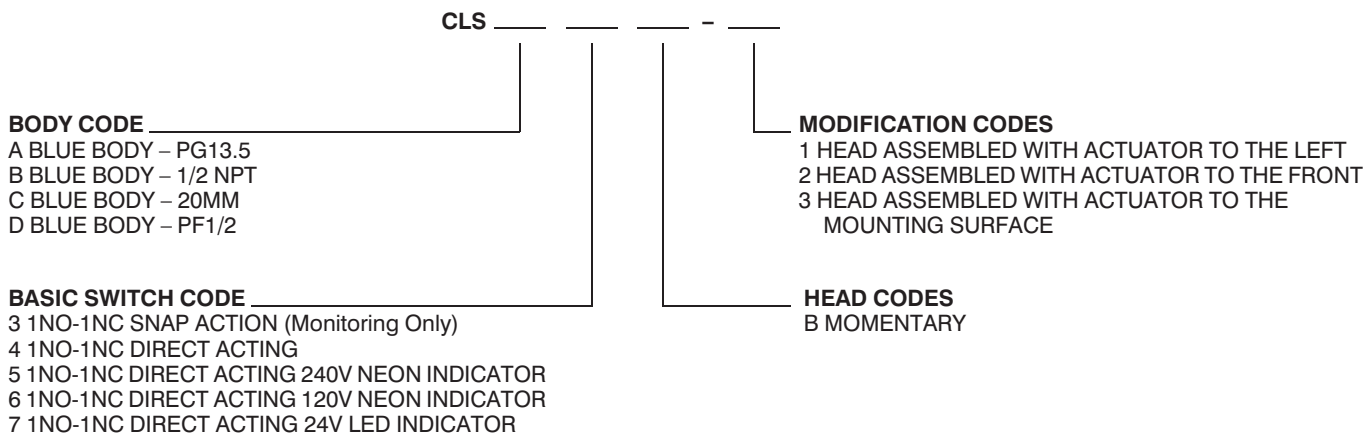 CLS ____ ____ ____ – ____
BODY CODE
A BLUE BODY – PG13.5
B BLUE BODY – 1/2 NPT
C BLUE BODY – 20MM
D BLUE BODY – PF1/2
MODIFICATION CODES
1 HEAD ASSEMBLED WITH ACTUATOR TO THE LEFT
2 HEAD ASSEMBLED WITH ACTUATOR TO THE FRONT
3 HEAD ASSEMBLED WITH ACTUATOR TO THE
MOUNTING SURFACE
BASIC SWITCH CODE
3 1NO-1NC SNAP ACTION (Monitoring Only)
4 1NO-1NC DIRECT ACTING
5 1NO-1NC DIRECT ACTING 240V NEON INDICATOR
6 1NO-1NC DIRECT ACTING 120V NEON INDICATOR
7 1NO-1NC DIRECT ACTING 24V LED INDICATOR
HEAD CODES
B MOMENTARY